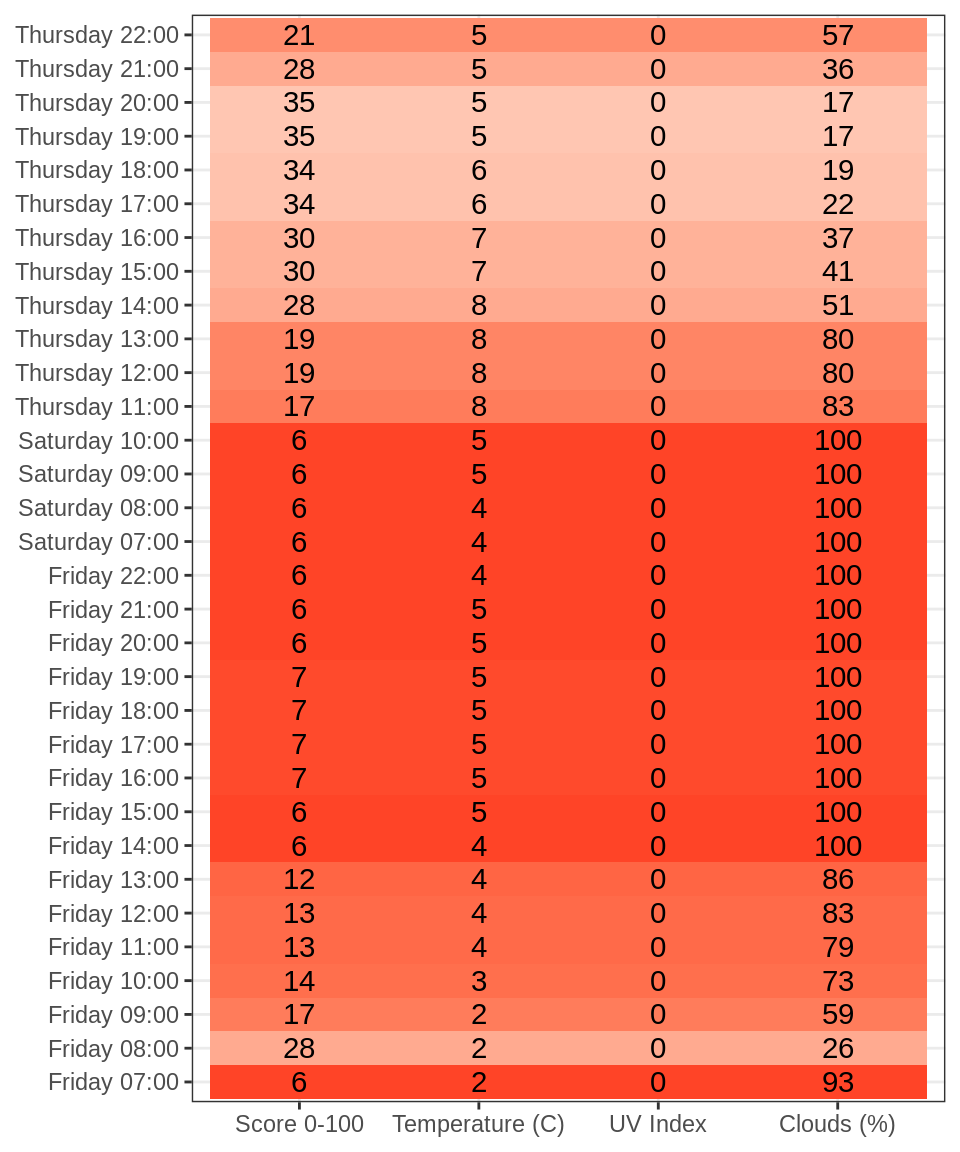 Thursday 22:00 21 5 0 57
Thursday 21:00 28 5 0 36
Thursday 20:00 35 5 0 17
Thursday 19:00 35 5 0 17
Thursday 18:00 34 6 0 19
Thursday 17:00 34 6 0 22
Thursday 16:00 30 7 0 37
Thursday 15:00 30 7 0 41
Thursday 14:00 28 8 0 51
Thursday 13:00 19 8 0 80
Thursday 12:00 19 8 0 80
Thursday 11:00 17 8 0 83
Saturday 10:00 6 5 0 100
Saturday 09:00 6 5 0 100
Saturday 08:00 6 4 0 100
Saturday 07:00 6 4 0 100
Friday 22:00 6 4 0 100
Friday 21:00 6 5 0 100
Friday 20:00 6 5 0 100
Friday 19:00 7 5 0 100
Friday 18:00 7 5 0 100
Friday 17:00 7 5 0 100
Friday 16:00 7 5 0 100
Friday 15:00 6 5 0 100
Friday 14:00 6 4 0 100
Friday 13:00 12 4 0 86
Friday 12:00 13 4 0 83
Friday 11:00 13 4 0 79
Friday 10:00 14 3 0 73
Friday 09:00 17 2 0 59
Friday 08:00 28 2 0 26
Friday 07:00 6 2 0 93
Score 0-100 Temperature (C) UV Index Clouds (%)